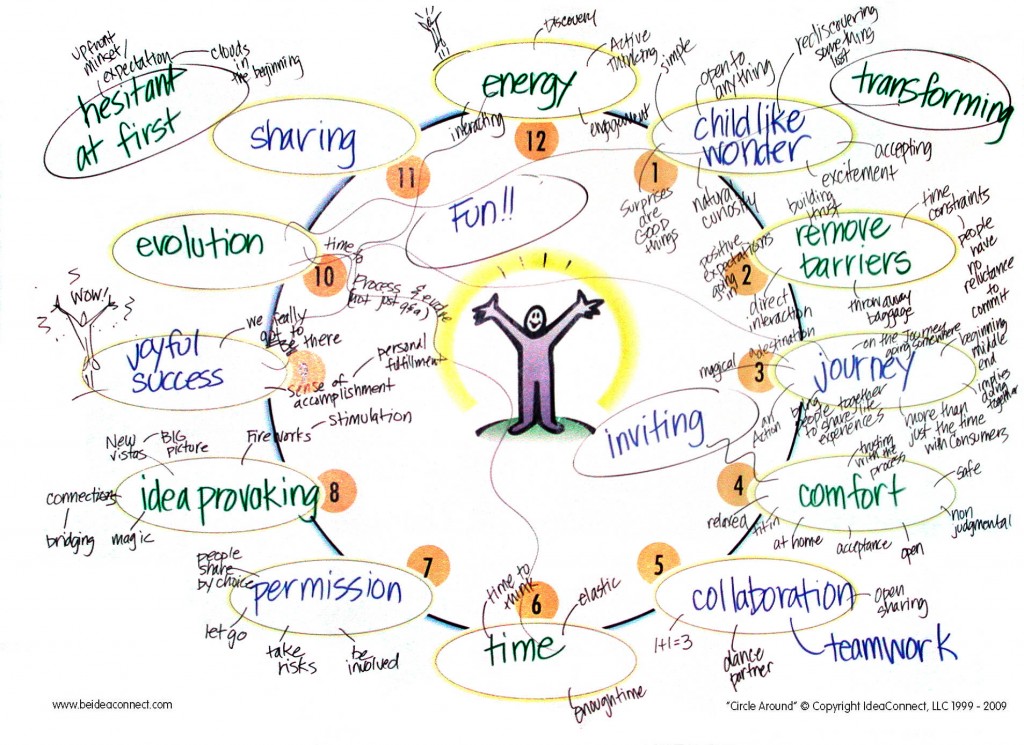 upfront
minset/
expectation
clouds
in
the beginning
hesitant
at first
sharing
Discovery
Active
thinking
energy
interacting
engagement
12
simple
open to
anything
rediscovering
something
lost
transforming
childlike
wonder
accepting
excitement
1
Surprises
are
GOOD
things
natural
curiosity
11
Fun!!
evolution
time
10
Process & evolve
(not just q&a)
building
trust
time
constraints
remove
barriers
people
have
no
reluctance
to
commit
positive
expectations
going
in
2
direct
interaction
throw away
baggage
WOW!
we really
got to
be there
joyful
success
personal
fulfillment
sense of
accomplishment
stimulation
Fireworks
on the Journey
going somewhere
a destination
magical
3
journey
beginning
middle
end
implies
going
together
bring
people together
to share life
experiences
more than
just the time
with consumers
an
Action
inviting
New
vistas
BIG
picture
connections
idea provoking
8
bridging
magic
trusting
with the
process
4
comfort
safe
non
judgmental
relaxed
fit in
at home
acceptance
open
people
share
by choice
permission
7
let go
take
risks
be
involved
time to
think
6
elastic
time
enough time
5
collaboration
open
sharing
1+1=3
dance
partner
teamwork
www.beideaconnect.com
"Circle Around" © Copyright IdeaConnect, LLC 1999 - 2009